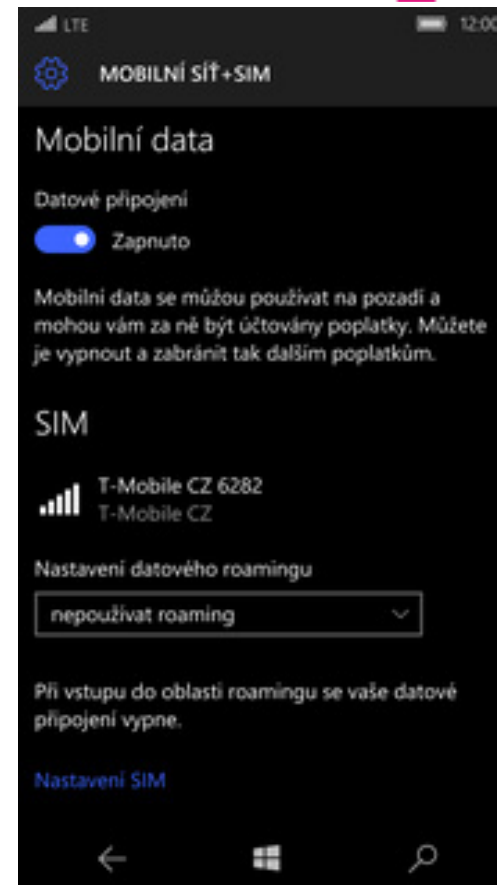 LTE
12:00
MOBILNÍ SÍŤ+SIM
Mobilní data
Datové připojení
Zapnuto
Mobilní data se můžou používat na pozadí a
mohou vám za ně být účtovány poplatky. Můžete
je vypnout a zabránit tak dalším poplatkům.
SIM
T-Mobile CZ 6282
T-Mobile CZ
Nastavení datového roamingu
nepoužívat roaming
Při vstupu do oblasti roamingu se vaše datové
připojení vypne.
Nastavení SIM